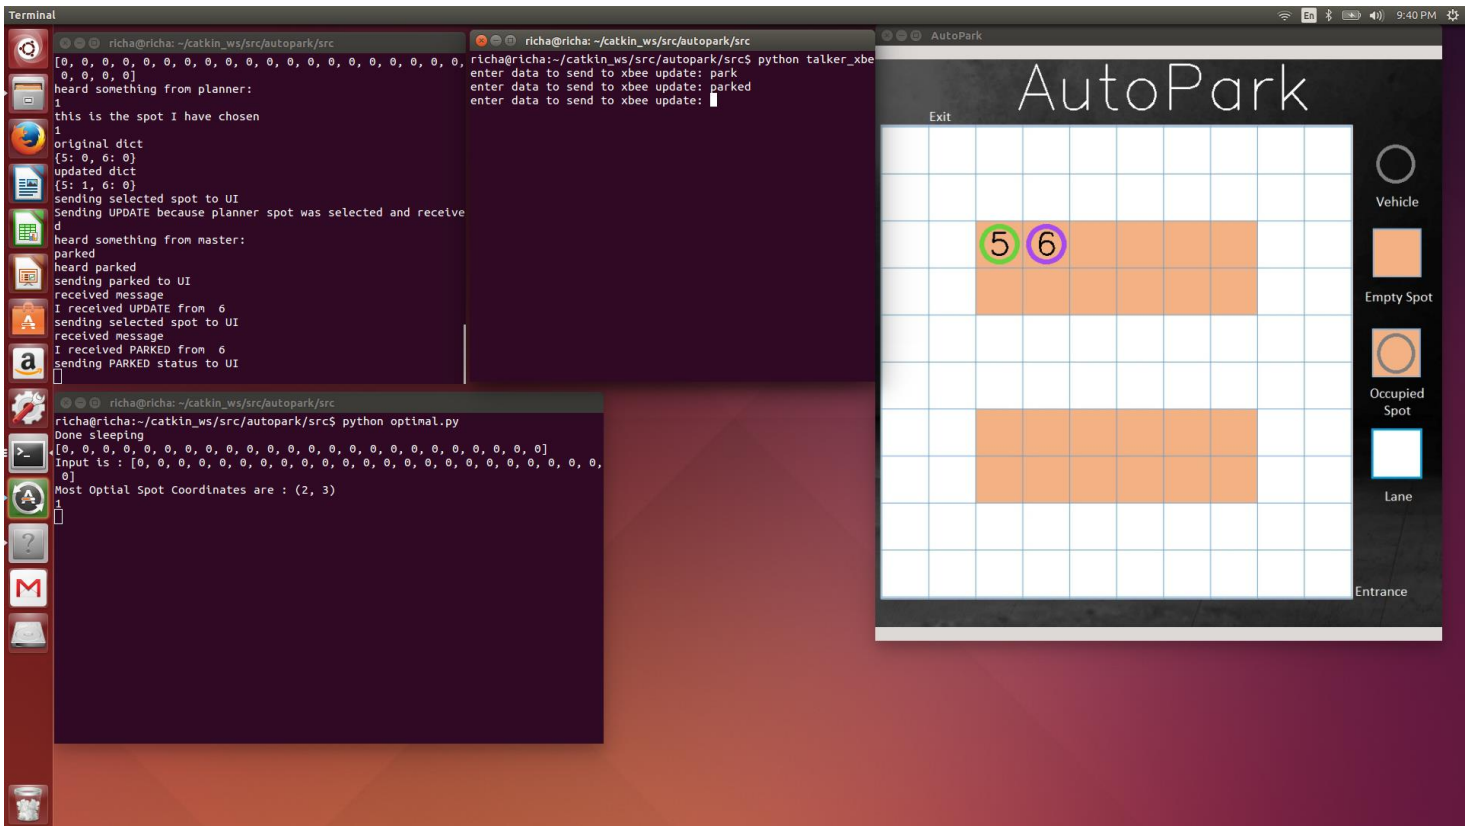 Terminal
En
9:40 PM
richa@richa: ~/catkin_ws/src/autopark/src
[0, 0, 0, 0, 0, 0, 0, 0, 0, 0, 0, 0, 0, 0, 0, 0, 0, 0, 0, 0,
0, 0, 0, 0]
heard something from planner:
1
this is the spot I have chosen
1
original dict
{5: 0, 6: 0}
updated dict
{5: 1, 6: 0}
sending selected spot to UI
Sending UPDATE because planner spot was selected and receive
d
heard something from master:
parked
heard parked
sending parked to UI
received message
I received UPDATE from  6
sending selected spot to UI
received message
I received PARKED from  6
sending PARKED status to UI
richa@richa: ~/catkin_ws/src/autopark/src
richa@richa:~/catkin_ws/src/autopark/src$ python talker_xbe
enter data to send to xbee update: park
enter data to send to xbee update: parked
enter data to send to xbee update:
richa@richa: ~/catkin_ws/src/autopark/src
richa@richa:~/catkin_ws/src/autopark/src$ python optimal.py
Done sleeping
[0, 0, 0, 0, 0, 0, 0, 0, 0, 0, 0, 0, 0, 0, 0, 0, 0, 0, 0, 0, 0, 0, 0, 0]
Input is : [0, 0, 0, 0, 0, 0, 0, 0, 0, 0, 0, 0, 0, 0, 0, 0, 0, 0, 0, 0, 0, 0, 0,
0]
Most Optial Spot Coordinates are : (2, 3)
1
AutoPark
AutoPark
Exit
5 6
Vehicle
Empty Spot
Occupied
Spot
Lane
Entrance